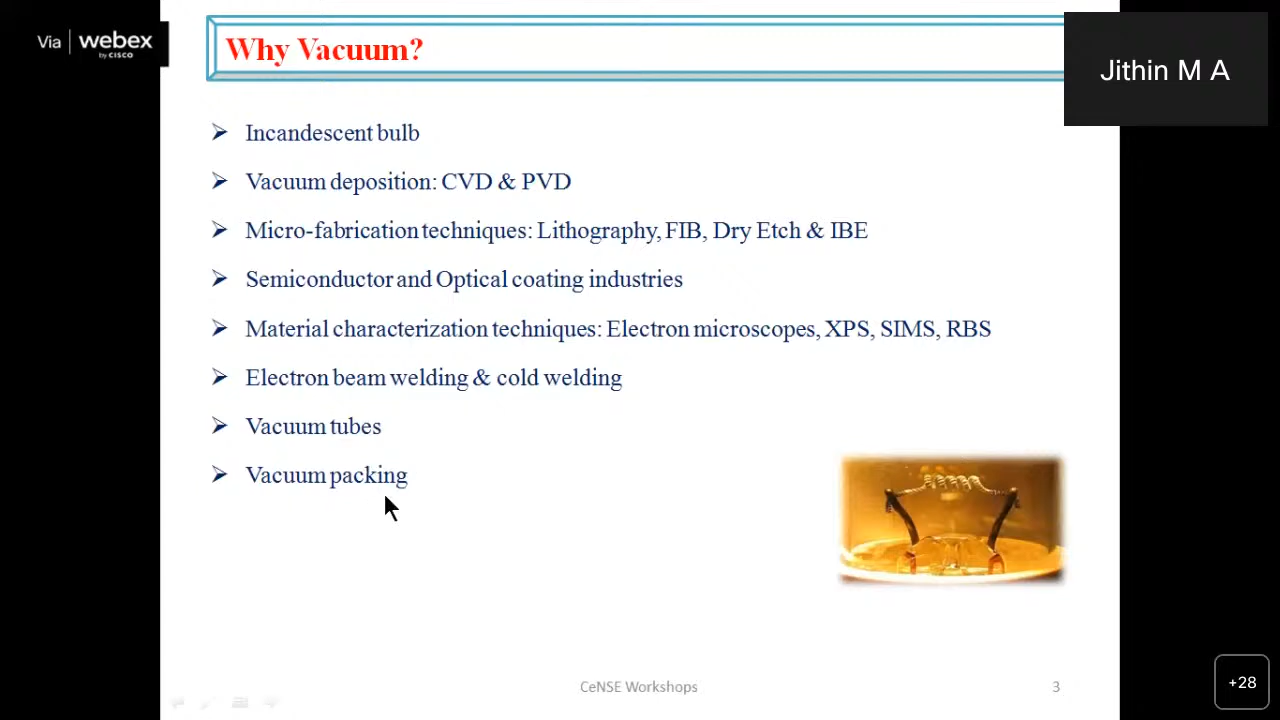 Via webex
by CISCO
Why Vacuum?
Jithin M A
Incandescent bulb
Vacuum deposition: CVD & PVD
Micro-fabrication techniques: Lithography, FIB, Dry Etch & IBE
Semiconductor and Optical coating industries
Material characterization techniques: Electron microscopes, XPS, SIMS, RBS
Electron beam welding & cold welding
Vacuum tubes
Vacuum packing
CeNSE Workshops
3
+28